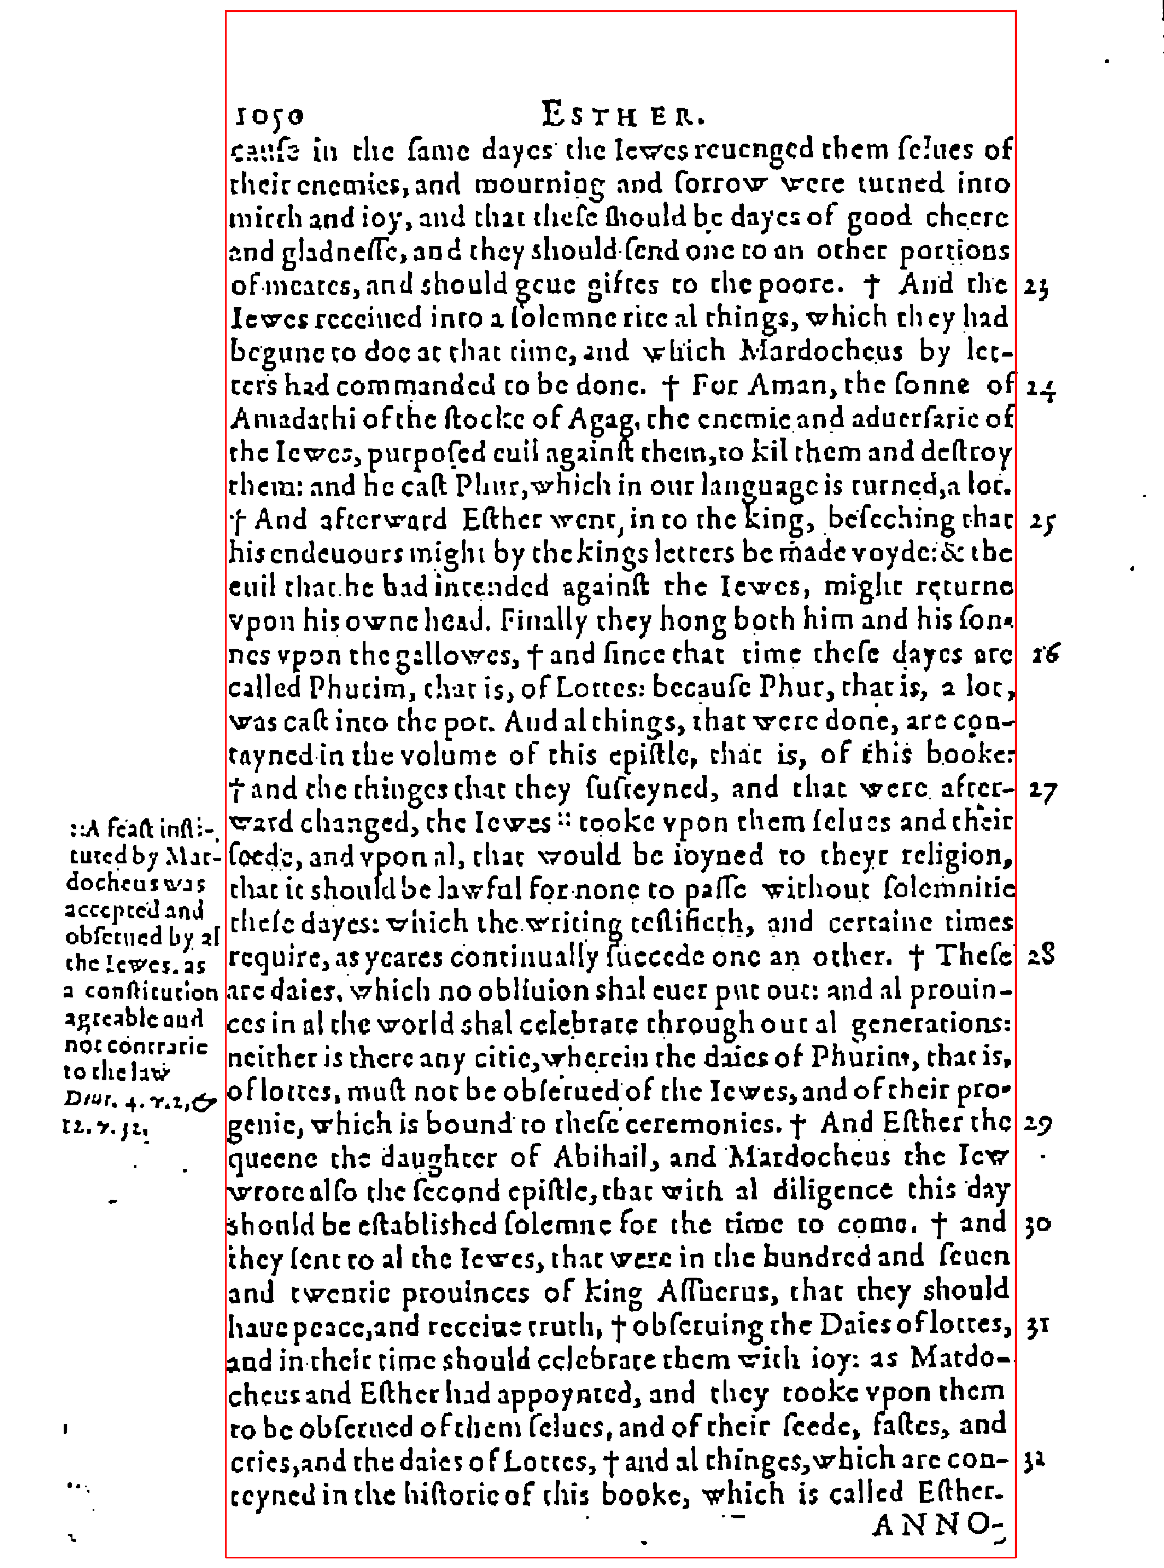 1050 ESTHER.
cause in the ſame dayes the Iewes reuenged them ſelues of
their enemies, and mourning and ſorrow were turned into
mirth and ioy, and that theſe ſhould be dayes of good cheere
and gladneſſe, and they should ſend one to an other portions
of meates, and should geue giftes to the poore. † And the 23
Iewes receiued into a ſolemne rite al things, which they had
begune to doe at that time, and which Mardocheus by let-
ters had commanded to be done. † For Aman, the ſonne of 24
Amadathi of the ſtocke of Agag, the enemie and aduerſarie of
the Iewes, purpoſed euil againſt them, to kil them and deſtroy
them: and he caſt Phur, which in our language is turned, a lot.
† And afterward Eſther went in to the king, beſeching that 25
his endeuours might by the kings letters be made voyde: & the
euil that he had intended againſt the Iewes, might returne
vpon his owne head. Finally they hong both him and his ſon-
nes vpon the gallowes, † and ſince that time theſe dayes are 26
called Phurim, that is, of Lottes: becauſe Phur, that is, a lot,
was caſt into the pot. And al things, that were done, are con-
tayned in the volume of this epiſtle, that is, of this booke:
† and the thinges that they ſuſteyned, and that were after- 27
ward changed, the Iewes :: tooke vpon them ſelues and their
ſeede, and vpon al, that would be ioyned to theyr religion,
that it should be lawful for none to paſſe without ſolemnitie
theſe dayes: which the writing teſtifieth, and certaine times
require, as yeares continually ſuccede one an other. † Theſe 28
are daies, which no obliuion shal euer put out: and al prouin-
ces in al the world shal celebrate through out al generations:
neither is there any citie, wherein the daies of Phurim, that is,
of lottes, muſt not be obſerued of the Iewes, and of their pro-
genie, which is bound to theſe ceremonies. † And Eſther the 29
queene the daughter of Abihail, and Mardocheus the Iew
wrote alſo the ſecond epiſtle, that with al diligence this day
should be eſtablished ſolemne for the time to come. † and 30
they ſent to al the Iewes, that were in the hundred and ſeuen
and twentie prouinces of king Aſſuerus, that they should
haue peace, and receiue truth, † obſeruing the Daies of lottes, 31
and in their time should celebrate them with ioy: as Mardo-
cheus and Eſther had appoynted, and they tooke vpon them
to be obſerued of them ſelues, and of their ſeede, faſtes, and
cries, and the daies of Lottes, † and al thinges, which are con- 32
teyned in the hiſtorie of this booke, which is called Eſther.
ANNO-
::A feaſt inſti-
tuted by Mar-
docheus was
accepted and
obſerued by al
the Iewes. as
a conſtitution
agreable and
not contrarie
to the law
Deut. 4. v. 2, &
12. v. 32.